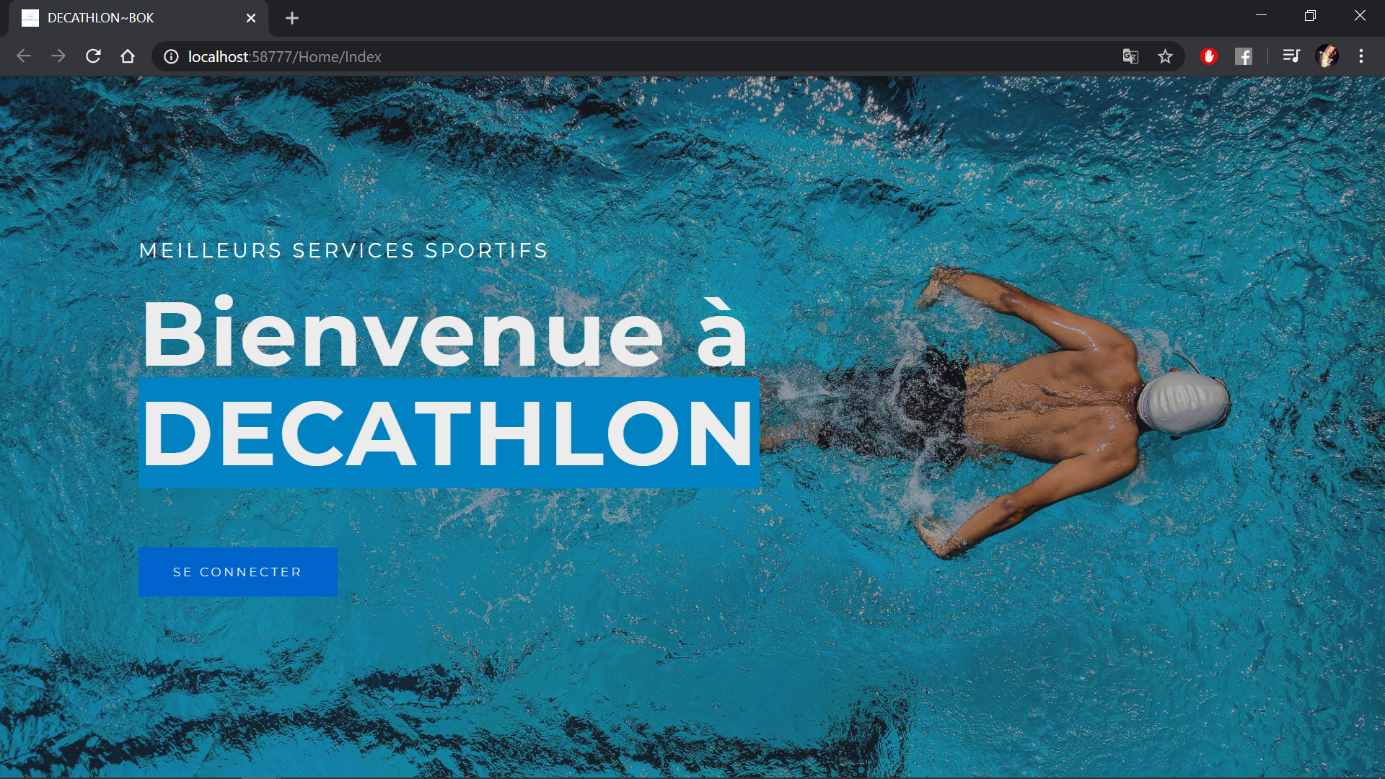 DECATHLON~BOK
localhost:58777/Home/Index
MEILLEURS SERVICES SPORTIFS
Bienvenue à
DECATHLON
SE CONNECTER